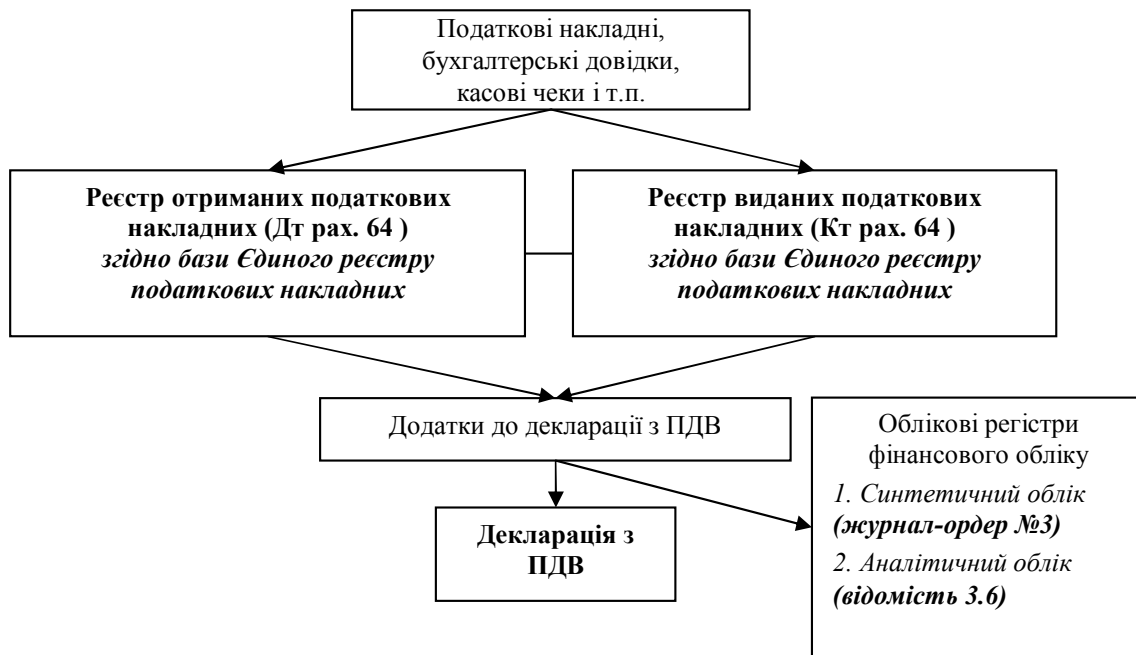 Податкові накладні,
бухгалтерські довідки,
касові чеки і т.п.
Реєстр отриманих податкових
накладних (Дт рах. 64 )
згідно бази Єдиного реєстру
податкових накладних
Реєстр виданих податкових
накладних (Кт рах. 64 )
згідно бази Єдиного реєстру
податкових накладних
Додатки до декларації з ПДВ
Декларація з
ПДВ
Облікові регістри
фінансового обліку
1. Синтетичний облік
(журнал-ордер №3)
2. Аналітичний облік
(відомість 3.6)